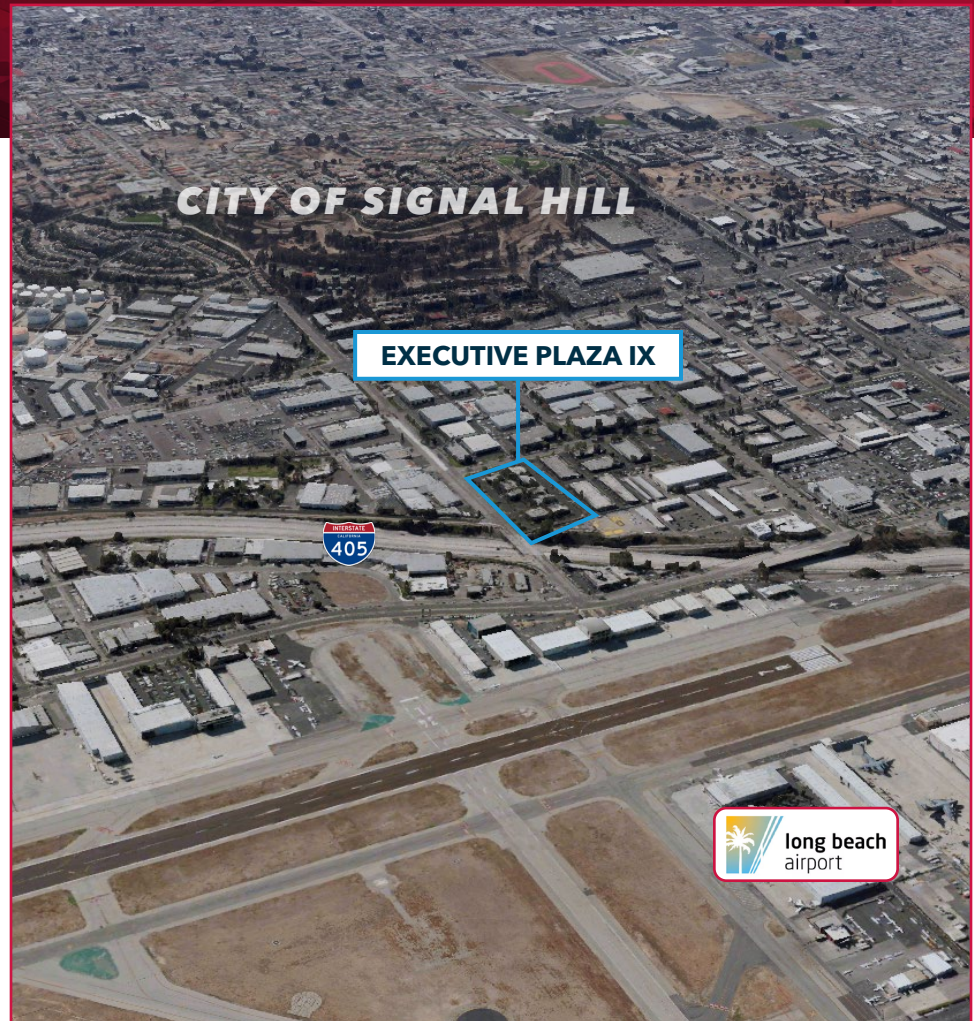 CITY OF SIGNAL HILL
EXECUTIVE PLAZA IX
INTERSTATE
CALIFORNIA
405
long beach
airport